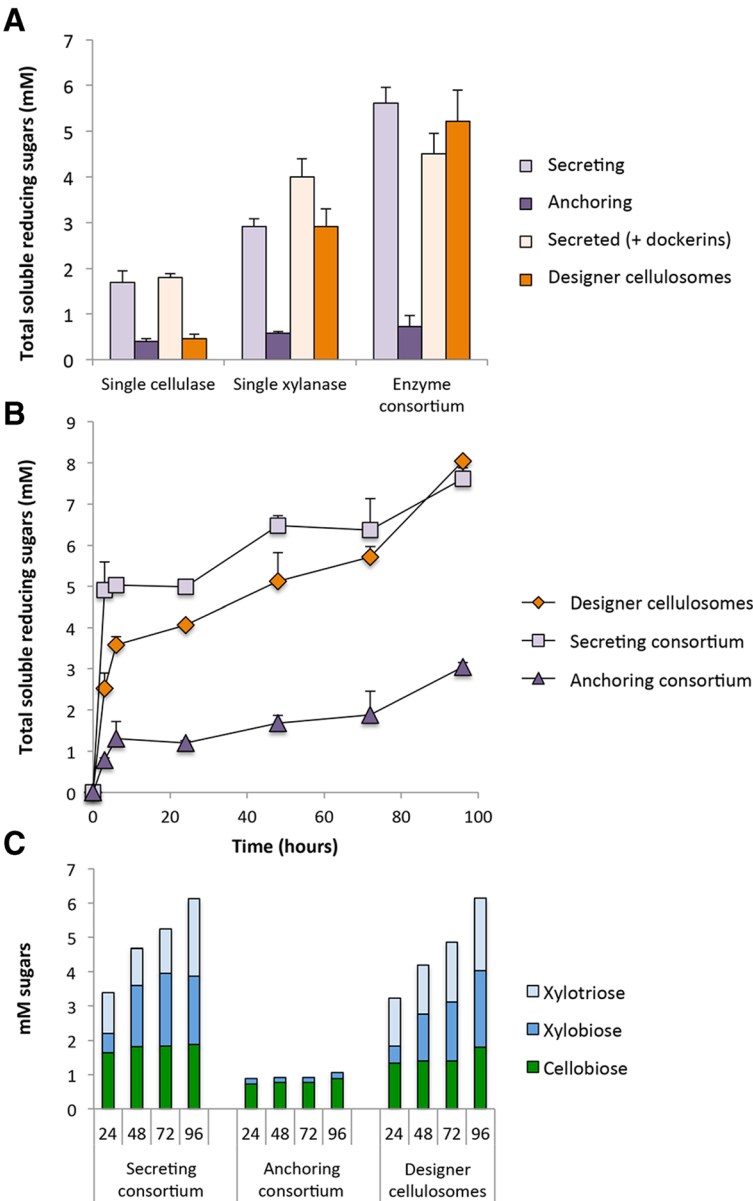 A
Total soluble reducing sugars (mM)
7
6
5
4
3
2
1
0
Single cellulase
Single xylanase
Enzyme
consortium
Secreting
Anchoring
Secreted (+ dockerins)
Designer cellulosomes
B
Total soluble reducing sugars (mM)
9
8
7
6
5
4
3
2
1
0
0 20 40 60 80 100
Time (hours)
Designer cellulosomes
Secreting consortium
Anchoring consortium
C
mM sugars
7
6
5
4
3
2
1
0
24 48 72 96 24 48 72 96 24 48 72 96
Secreting
consortium
Anchoring
consortium
Designer
cellulosomes
Xylotriose
Xylobiose
Cellobiose